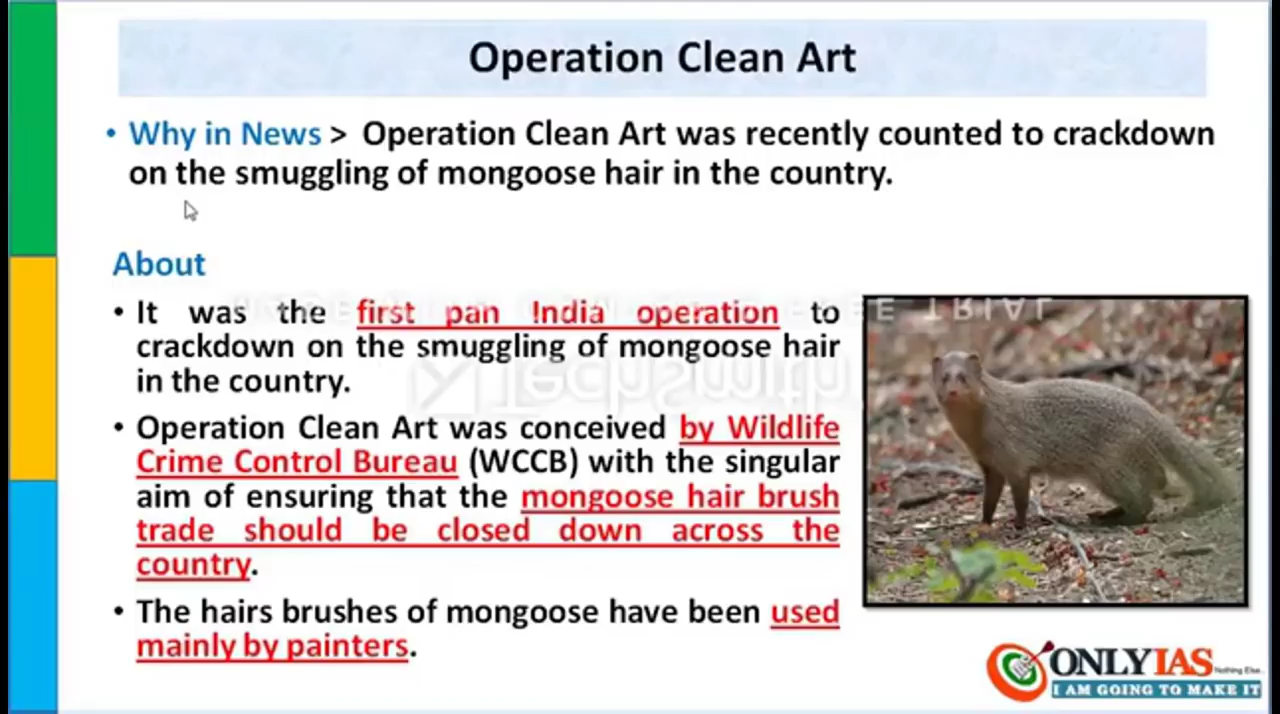 Operation Clean Art
• Why in News > Operation Clean Art was recently counted to crackdown
on the smuggling of mongoose hair in the country.
About
• It was the first pan India operation to
crackdown on the smuggling of mongoose hair
in the country.
• Operation Clean Art was conceived by Wildlife
Crime Control Bureau (WCCB) with the singular
aim of ensuring that the mongoose hair brush
trade should be closed down across the
country.
• The hairs brushes of mongoose have been used
mainly by painters.
TechSmith
ONLYIAS
Nothing Else..
I AM GOING TO MAKE IT